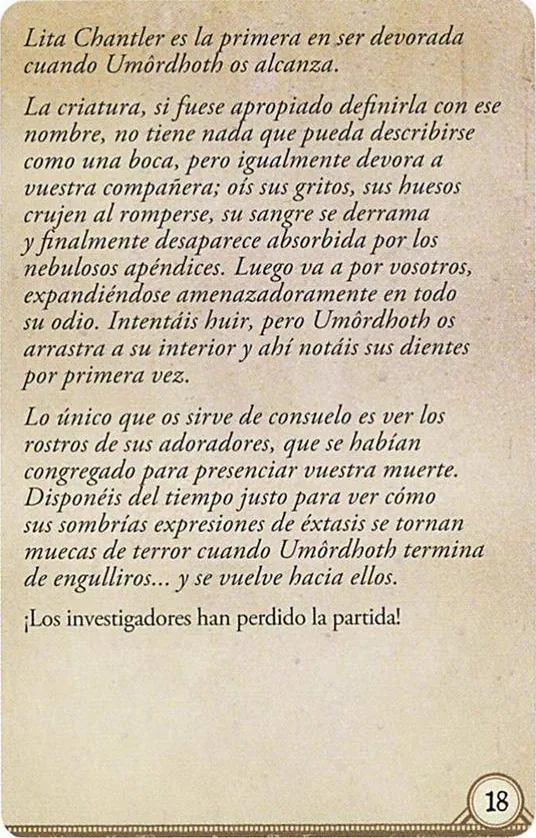 Lita Chantler es la primera en ser devorada
cuando Umôrdhoth os alcanza.
La criatura, si fuese apropiado definirla con ese
nombre, no tiene nada que pueda describirse
como una boca, pero igualmente devora a
vuestra compañera; oís sus gritos, sus huesos
crujen al romperse, su sangre se derrama
y finalmente desaparece absorbida por los
nebulosos apéndices. Luego va a por vosotros,
expandiéndose amenazadoramente en todo
su odio. Intentáis huir, pero Umôrdhoth os
arrastra a su interior y ahí notáis sus dientes
por primera vez.
Lo único que os sirve de consuelo es ver los
rostros de sus adoradores, que se habían
congregado para presenciar vuestra muerte.
Disponéis del tiempo justo para ver cómo
sus sombrías expresiones de éxtasis se tornan
muecas de terror cuando Umôrdhoth termina
de engulliros... y se vuelve hacia ellos.
¡Los investigadores han perdido la partida!
18